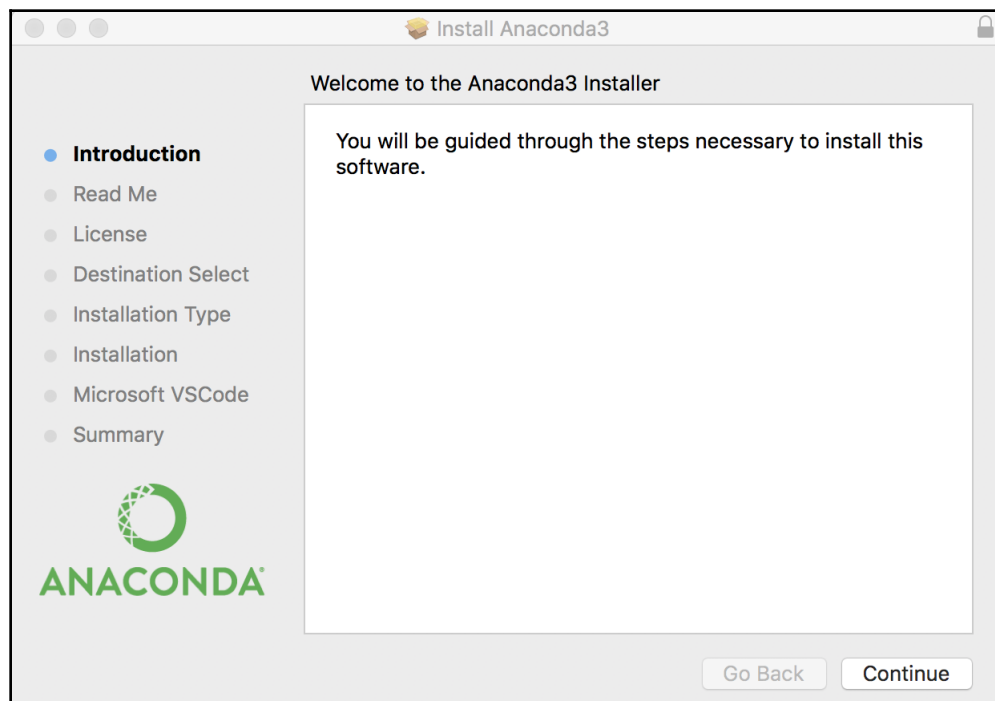 Install Anaconda3
Welcome to the Anaconda3 Installer
Introduction
Read Me
License
Destination Select
Installation Type
Installation
Microsoft VSCode
Summary
ANANCONDA®
You will be guided through the steps necessary to install this
software.
Go Back
Continue